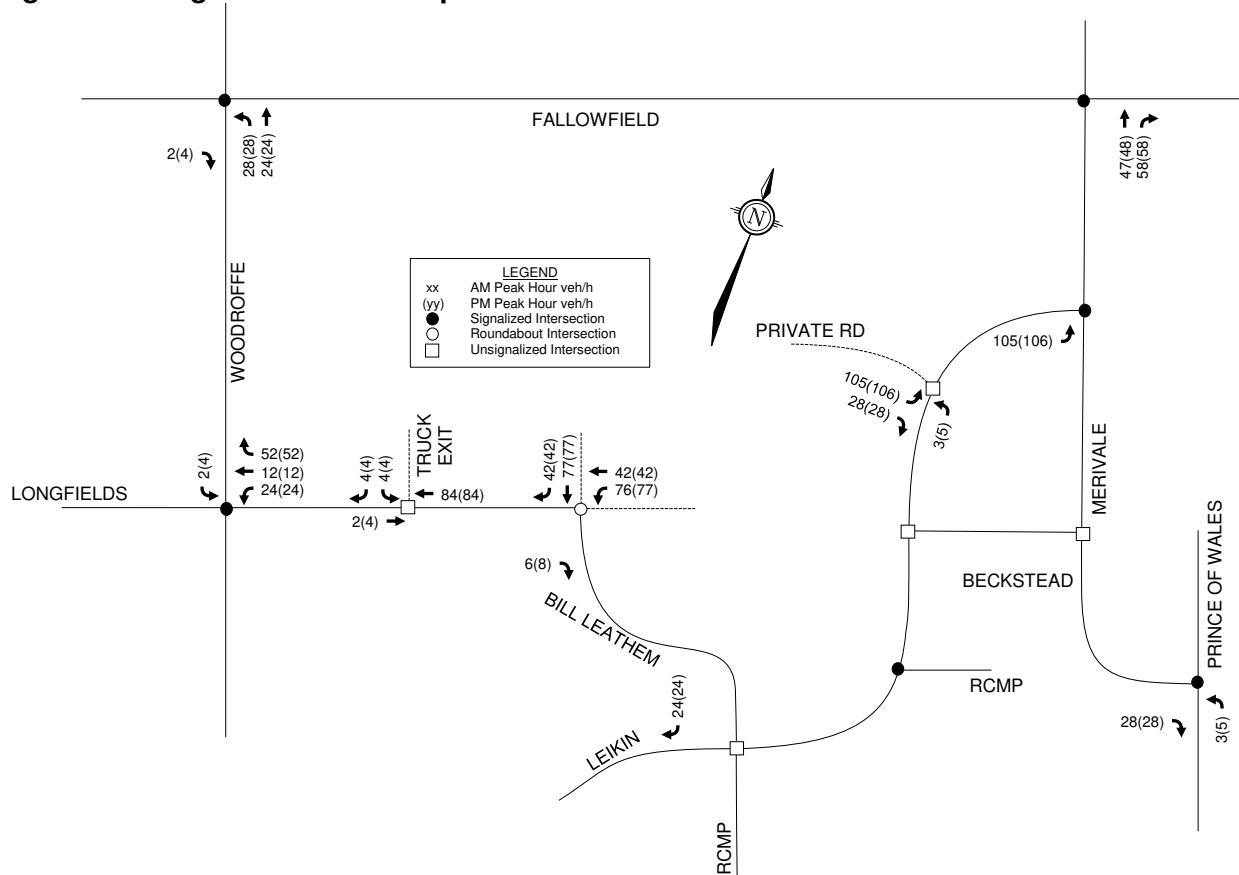 FALLOWFIELD
2(4)
28(28)
24(24)
47(48)
58(58)
N
WOODROFFE
LEGEND
xx AM Peak Hour veh/h
(yy) PM Peak Hour veh/h
Signalized Intersection
Roundabout Intersection
Unsignalized Intersection
PRIVATE RD
105(106)
105(106)
28(28)
3(5)
MERIVALE
LONGFIELDS
2(4)
52(52)
12(12)
24(24)
4(4)
4(4)
TRUCK
EXIT
84(84)
2(4)
42(42)
77(77)
42(42)
76(77)
6(8)
BILL LEATHEM
BECKSTEAD
PRINCE OF WALES
RCMP
24(24)
LEIKIN
28(28)
3(5)
RCMP